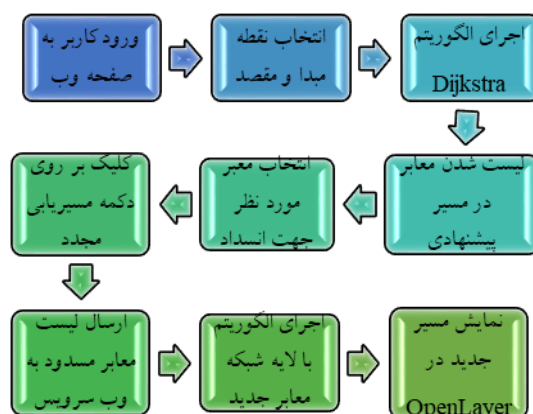 ورود کاربر به
صفحه وب
انتخاب نقطه
مبدا و مقصد
اجرای الگوریتم
Dijkstra
لیست شدن معابر
در مسیر
پیشنهادی
انتخاب معبر
مورد نظر
جهت انسداد
کلیک بر روی
دکمه مسیریابی
مجدد
ارسال لیست
معابر مسدود به
وب سرویس
اجرای الگوریتم
با لایه شبکه
معابر جدید
نمایش مسیر
جدید در
OpenLayer